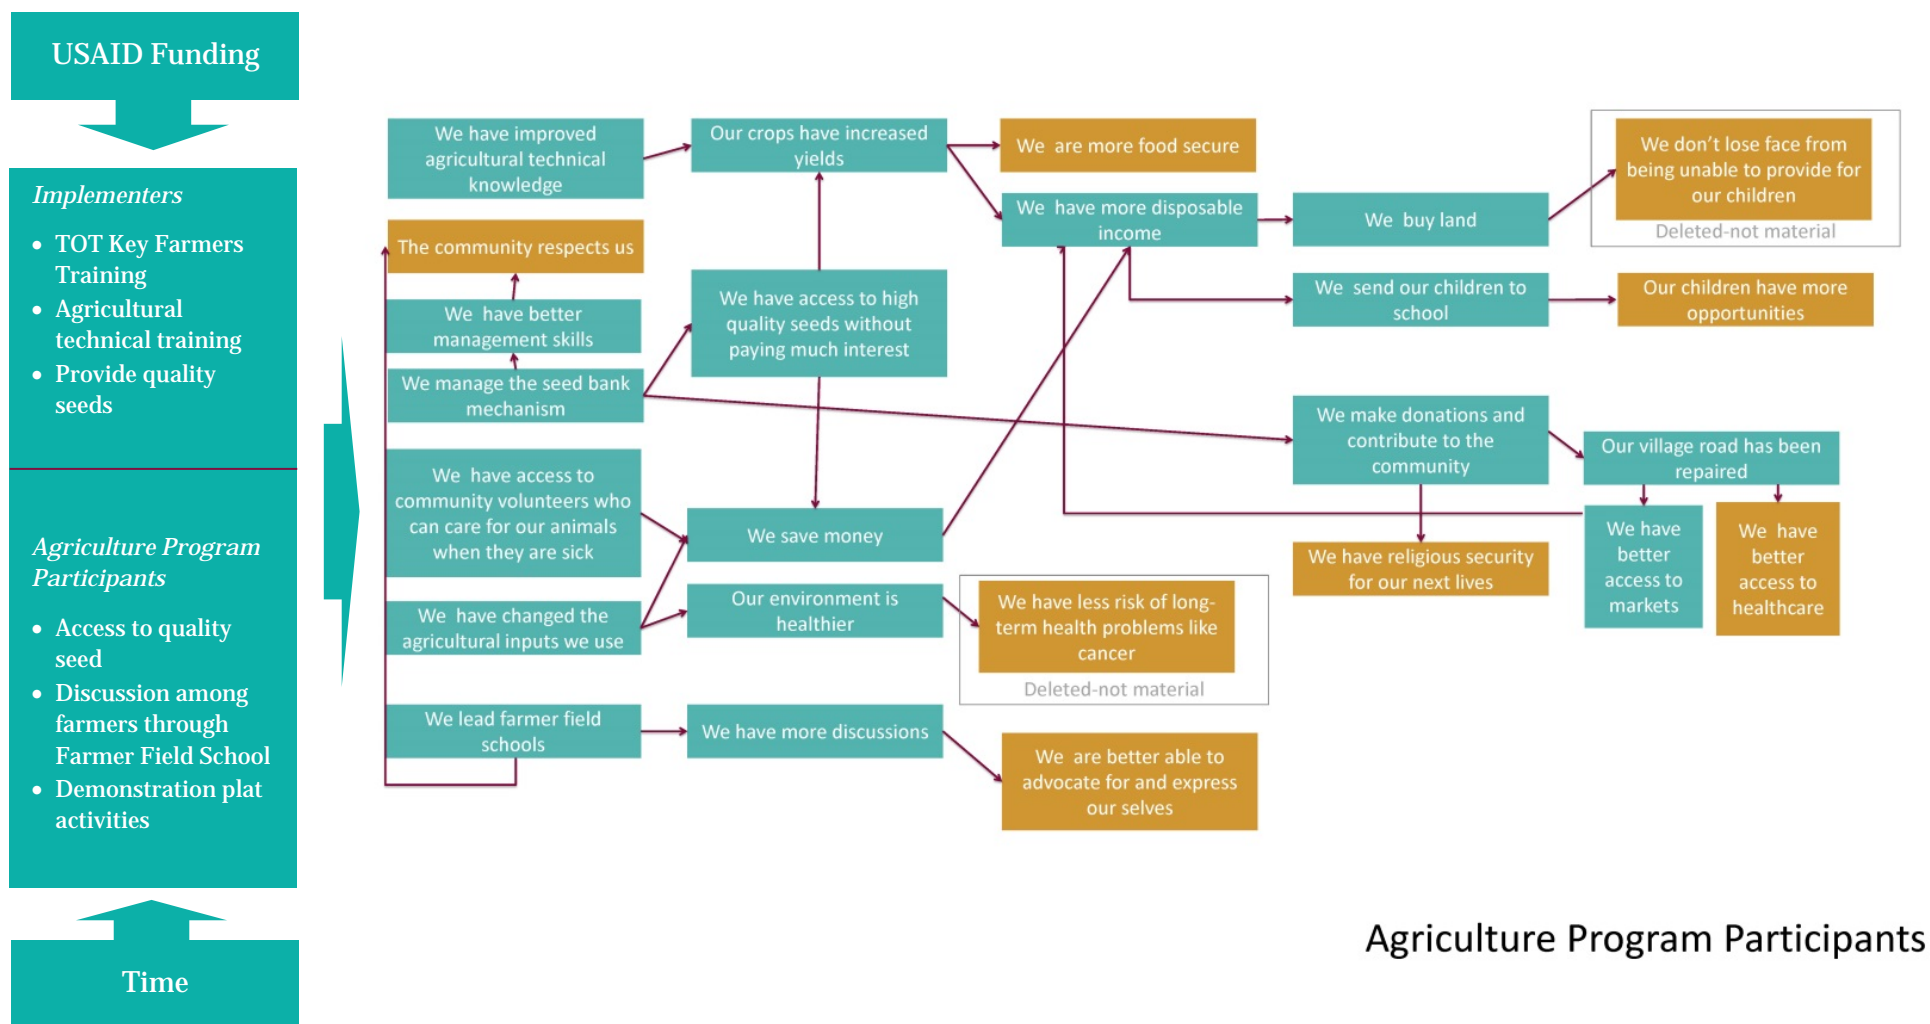 USAID Funding
Implementers
• TOT Key Farmers
Training
• Agricultural
technical training
• Provide quality
seeds
Agriculture Program
Participants
• Access to quality
seed
• Discussion among
farmers through
Farmer Field School
• Demonstration plat
activities
Time
We have improved
agricultural technical
knowledge
The community respects us
We have better
management skills
We manage the seed bank
mechanism
We have access to
community volunteers who
can care for our animals
when they are sick
We have changed the
agricultural inputs we use
We lead farmer field
schools
Our crops have increased
yields
We have access to high
quality seeds without
paying much interest
We save money
Our environment is
healthier
We have more discussions
We are more food secure
We have more disposable
income
We have less risk of long-
term health problems like
cancer
Deleted-not material
We are better able to
advocate for and express
our selves
We buy land
We send our children to
school
We make donations and
contribute to the
community
We have religious security
for our next lives
We don't lose face from
being unable to provide for
our children
Deleted-not material
Our children have more
opportunities
Our village road has been
repaired
We have
better
access to
markets
We have
better
access to
healthcare
Agriculture Program Participants